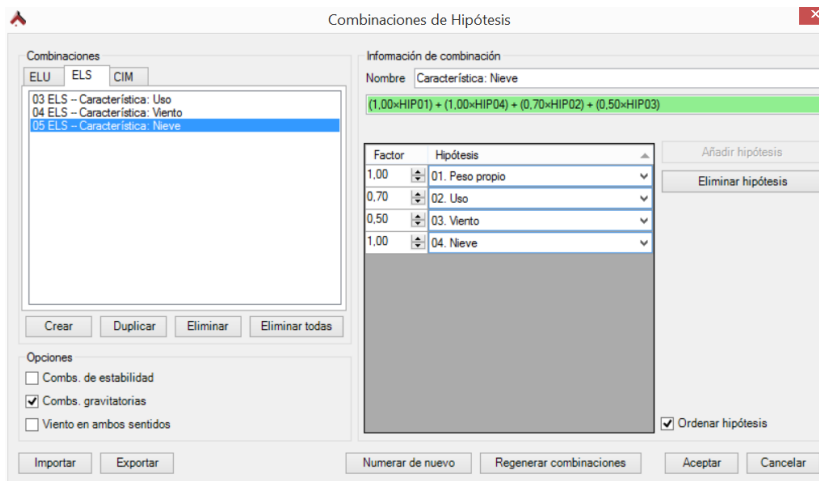 Combinaciones de Hipótesis
Combinaciones
ELU ELS CIM
03 ELS -- Característica: Uso
04 ELS -- Característica: Viento
05 ELS -- Característica: Nieve
Crear Duplicar Eliminar Eliminar todas
Opciones
Combs. de estabilidad
Combs. gravitatorias
Viento en ambos sentidos
Información de combinación
Nombre Característica: Nieve
(1,00×HIP01) + (1,00×HIP04) + (0,70×HIP02) + (0,50×HIP03)
Factor Hipótesis
1,00 01. Peso propio
0,70 02. Uso
0,50 03. Viento
1,00 04. Nieve
Añadir hipótesis
Eliminar hipótesis
Ordenar hipótesis
Importar Exportar Numerar de nuevo Regenerar combinaciones Aceptar Cancelar